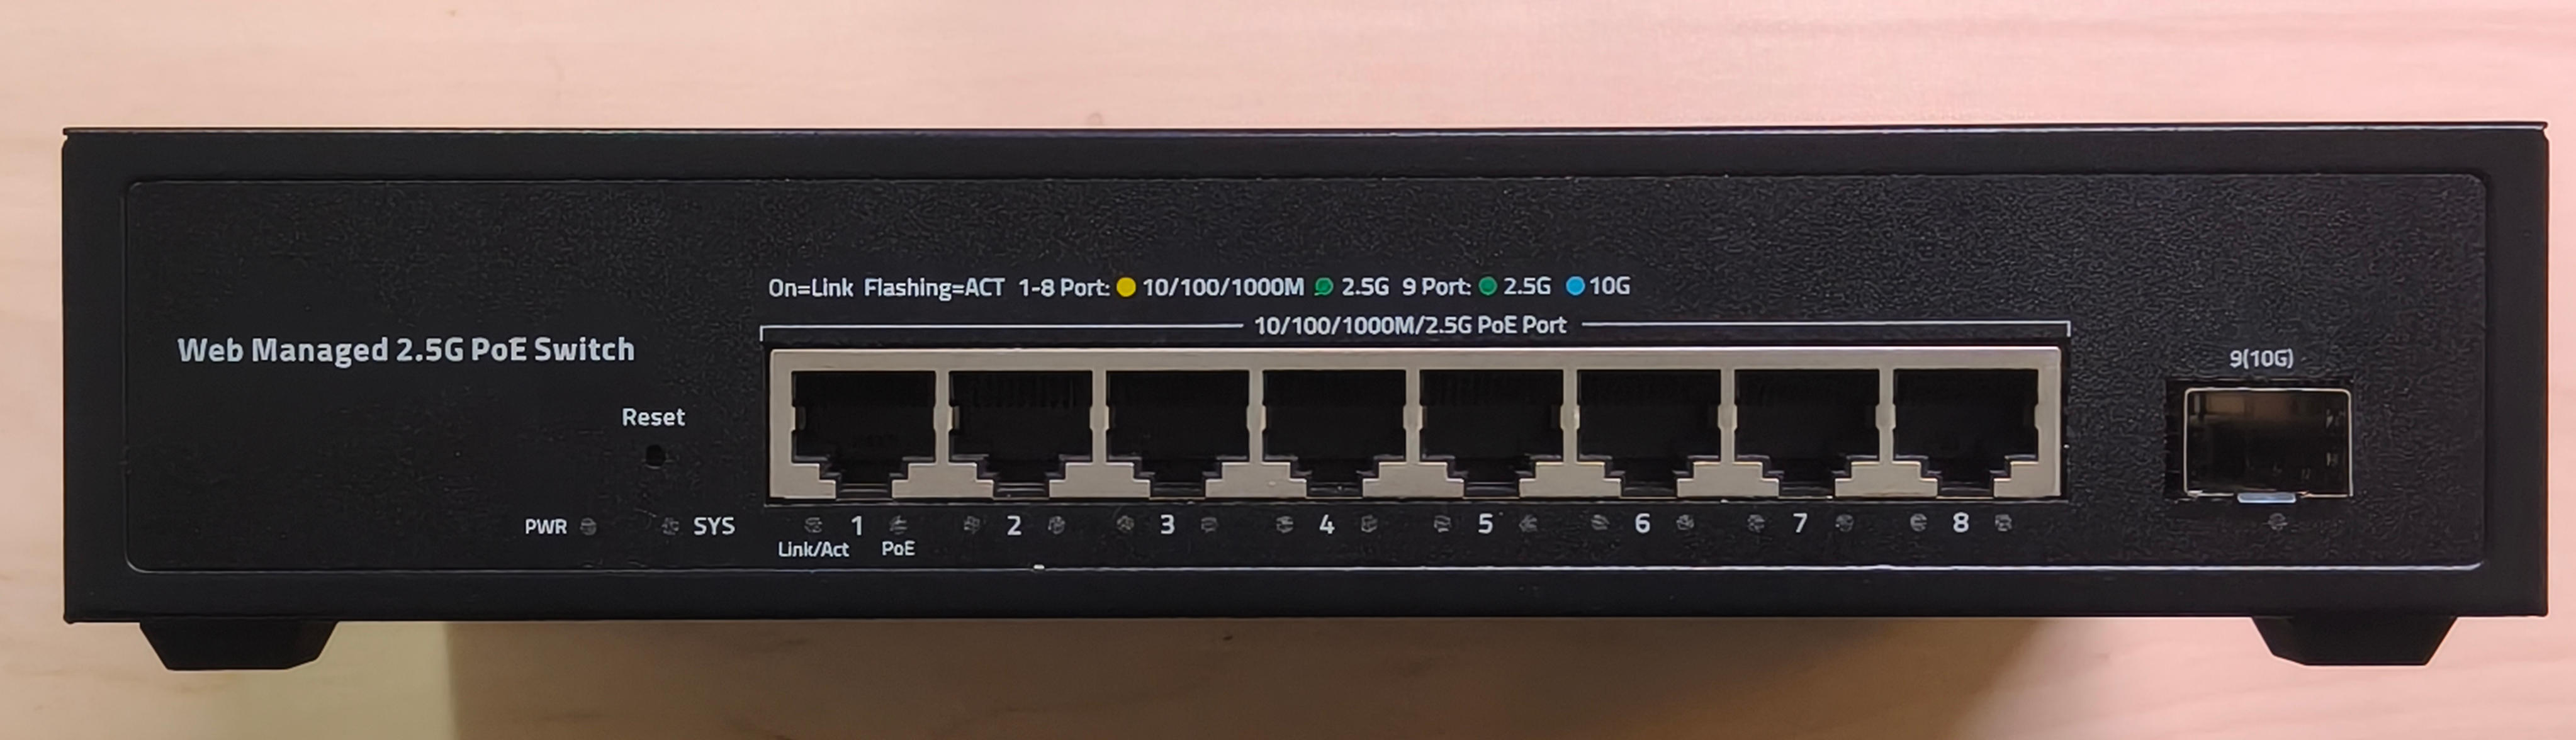 On=Link Flashing=ACT 1-8 Port: 10/100/1000M 2.5G 9 Port: 2.5G 10G
10/100/1000M/2.5G PoE Port
Web Managed 2.5G PoE Switch
9(10G)
Reset
PWR SYS 1 2 3 4 5 6 7 8
Link/Act PoE